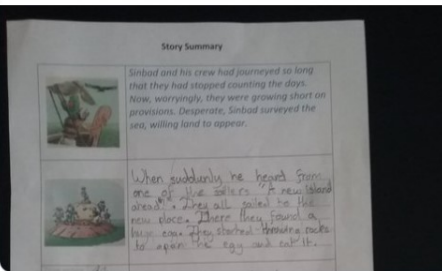 Story Summary
Sinbad and his crew had journeyed so long
that they had stopped counting the days.
Now, worryingly, they were growing short on
provisions. Desperate, Sinbad surveyed the
sea, willing land to appear.
When suddunly he heard from
one of the "A new Island
ahead". They all sailed to the
new place. There they found a
huge egg. They started throwing rocks
to open the egg and eat it.